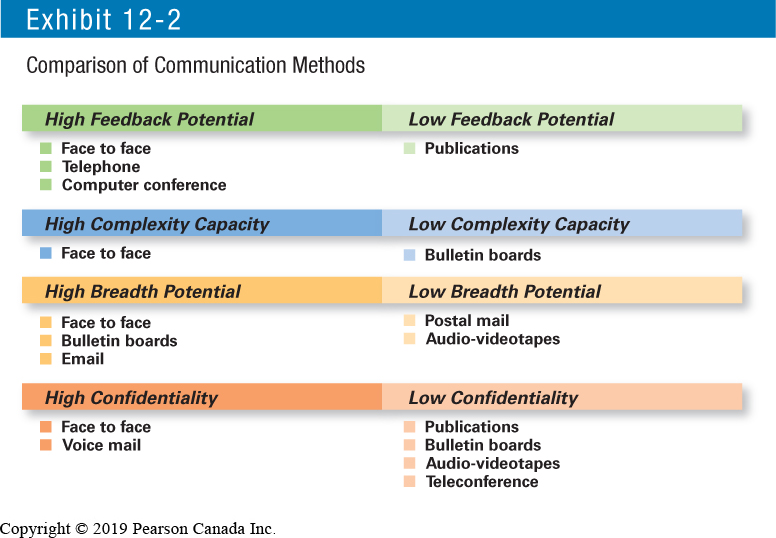 Exhibit 12-2
Comparison of Communication Methods
High Feedback Potential
Low Feedback Potential
Face to face
Telephone
Computer conference
Publications
High Complexity Capacity
Low Complexity Capacity
Face to face
Bulletin boards
High Breadth Potential
Low Breadth Potential
Face to face
Bulletin boards
Email
Postal mail
Audio-videotapes
High Confidentiality
Low Confidentiality
Face to face
Voice mail
Publications
Bulletin boards
Audio-videotapes
Teleconference
Copyright © 2019 Pearson Canada Inc.